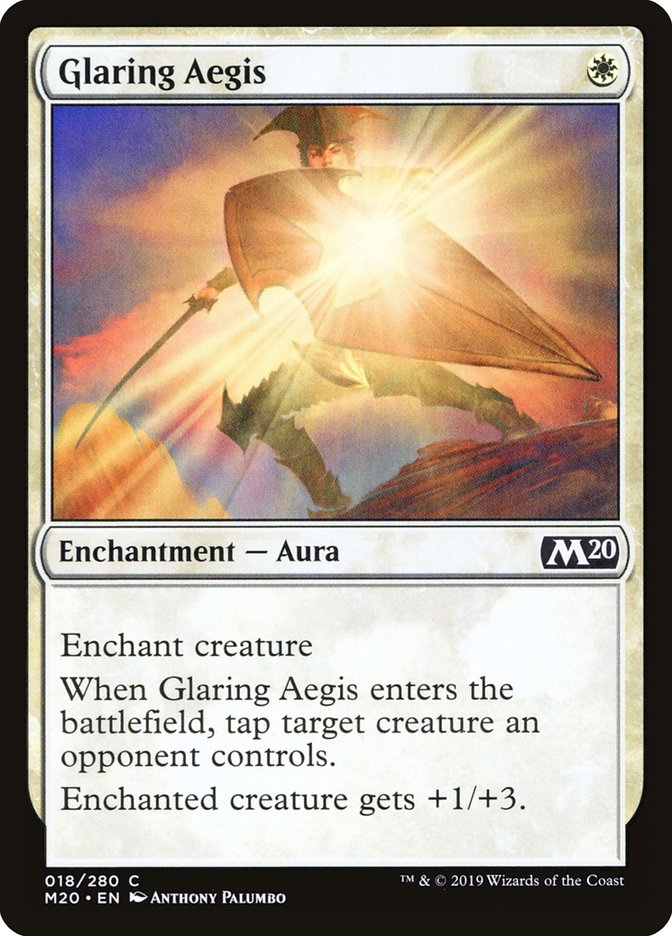 Glaring Aegis
Enchantment — Aura
M20
Enchant creature
When Glaring Aegis enters the
battlefield, tap target creature an
opponent controls.
Enchanted creature gets +1/+3.
018/280 C
M20 • EN Anthony Palumbo
™ & © 2019 Wizards of the Coast